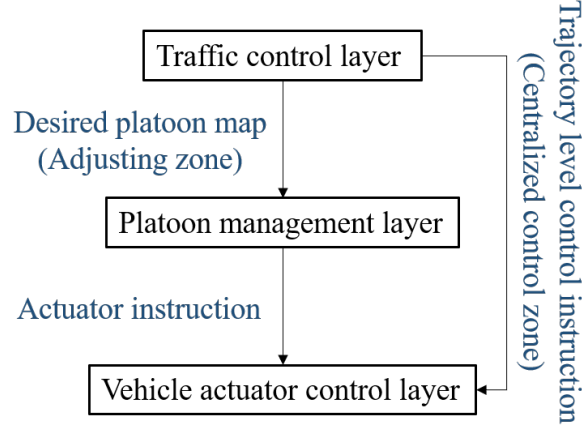 Traffic control layer
Desired platoon map
(Adjusting zone)
Platoon management layer
Actuator instruction
Vehicle actuator control layer
Trajectory level control instruction
(Centralized control zone)